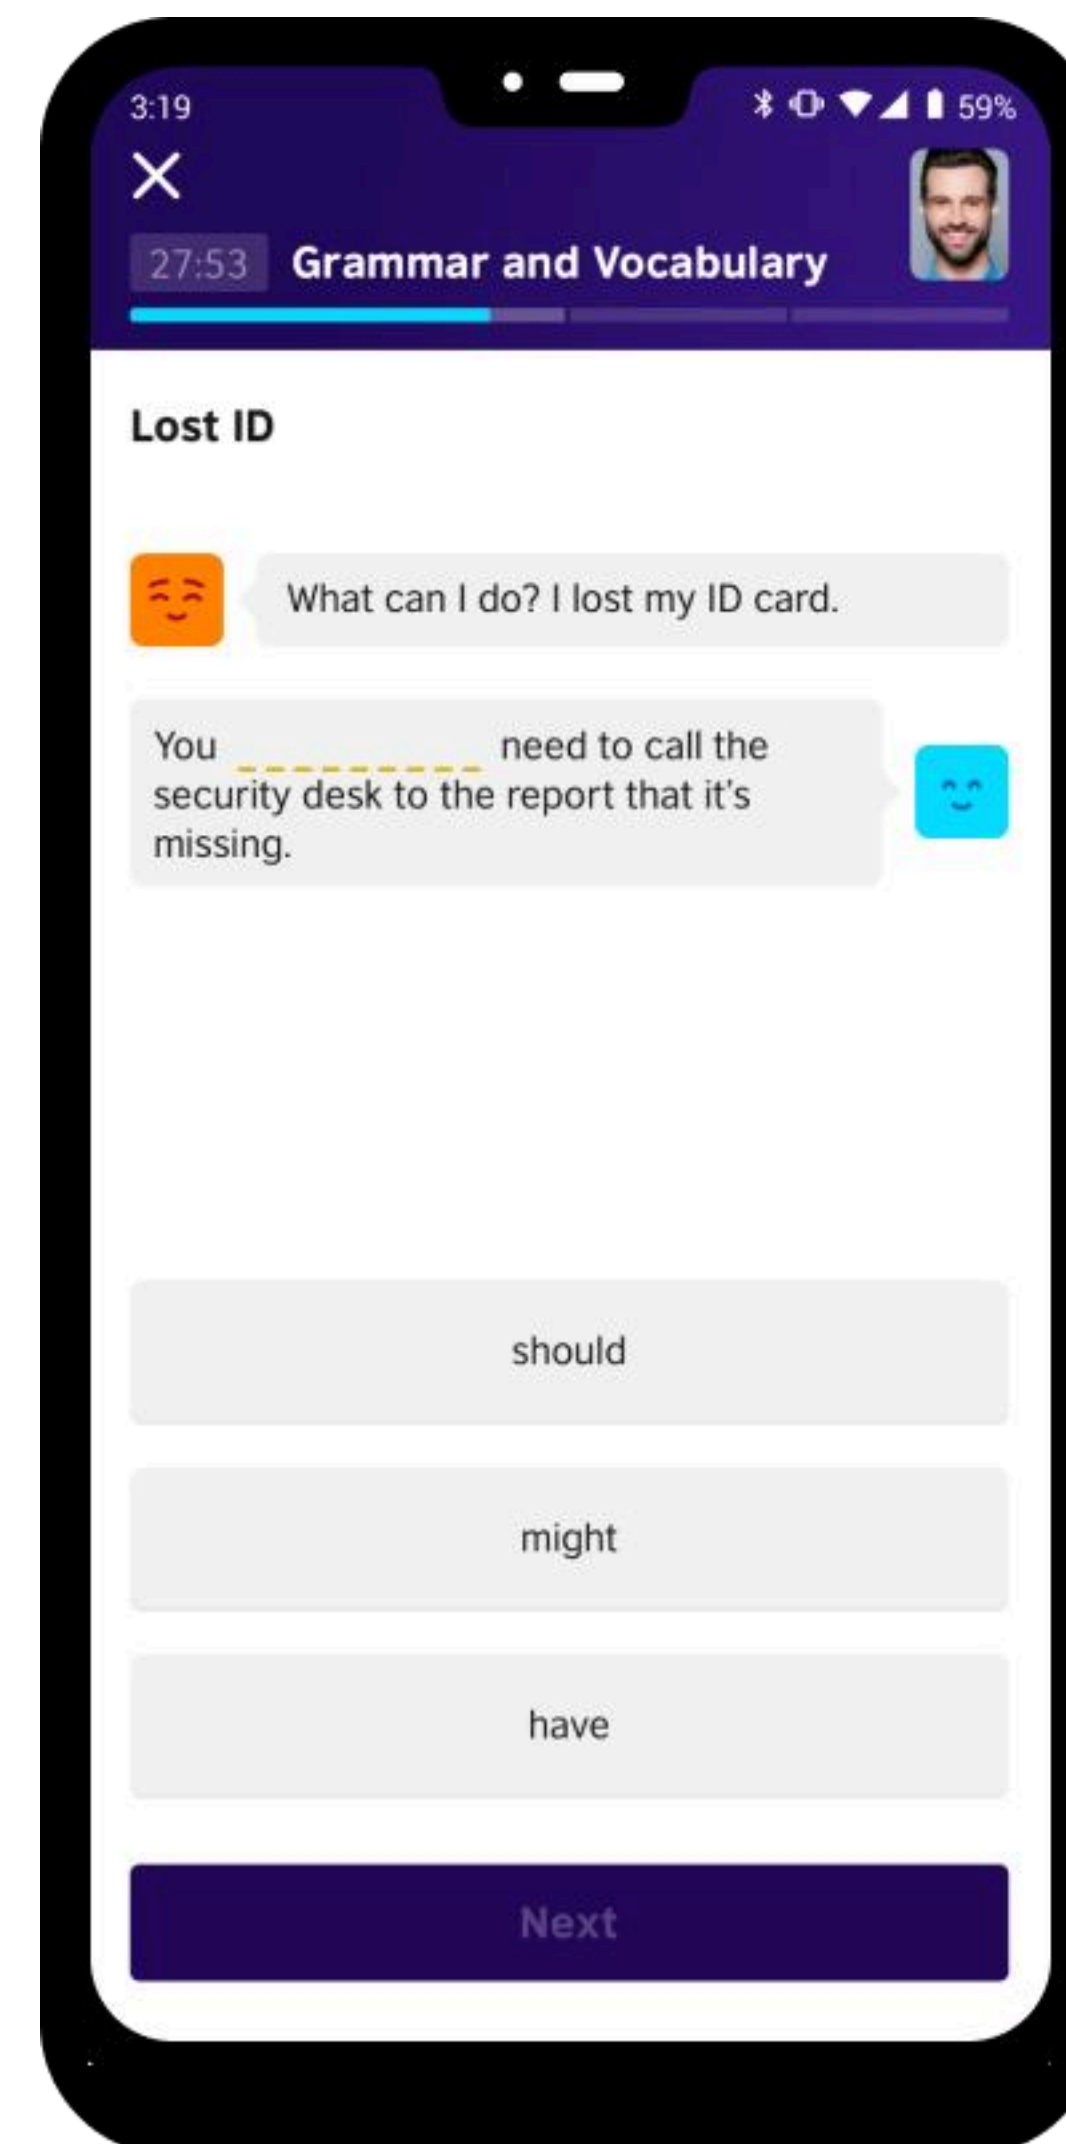 3:19
59%
27:53 Grammar and Vocabulary
Lost ID
What can I do? I lost my ID card.
You _________ need to call the
security desk to the report that it's
missing.
should
might
have
Next